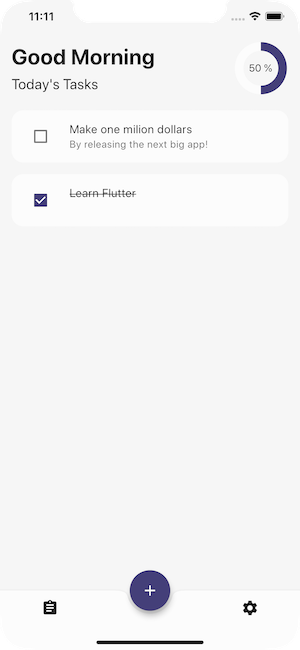 11:11
Good Morning
50 %
Today's Tasks
Make one milion dollars
By releasing the next big app!
Learn Flutter